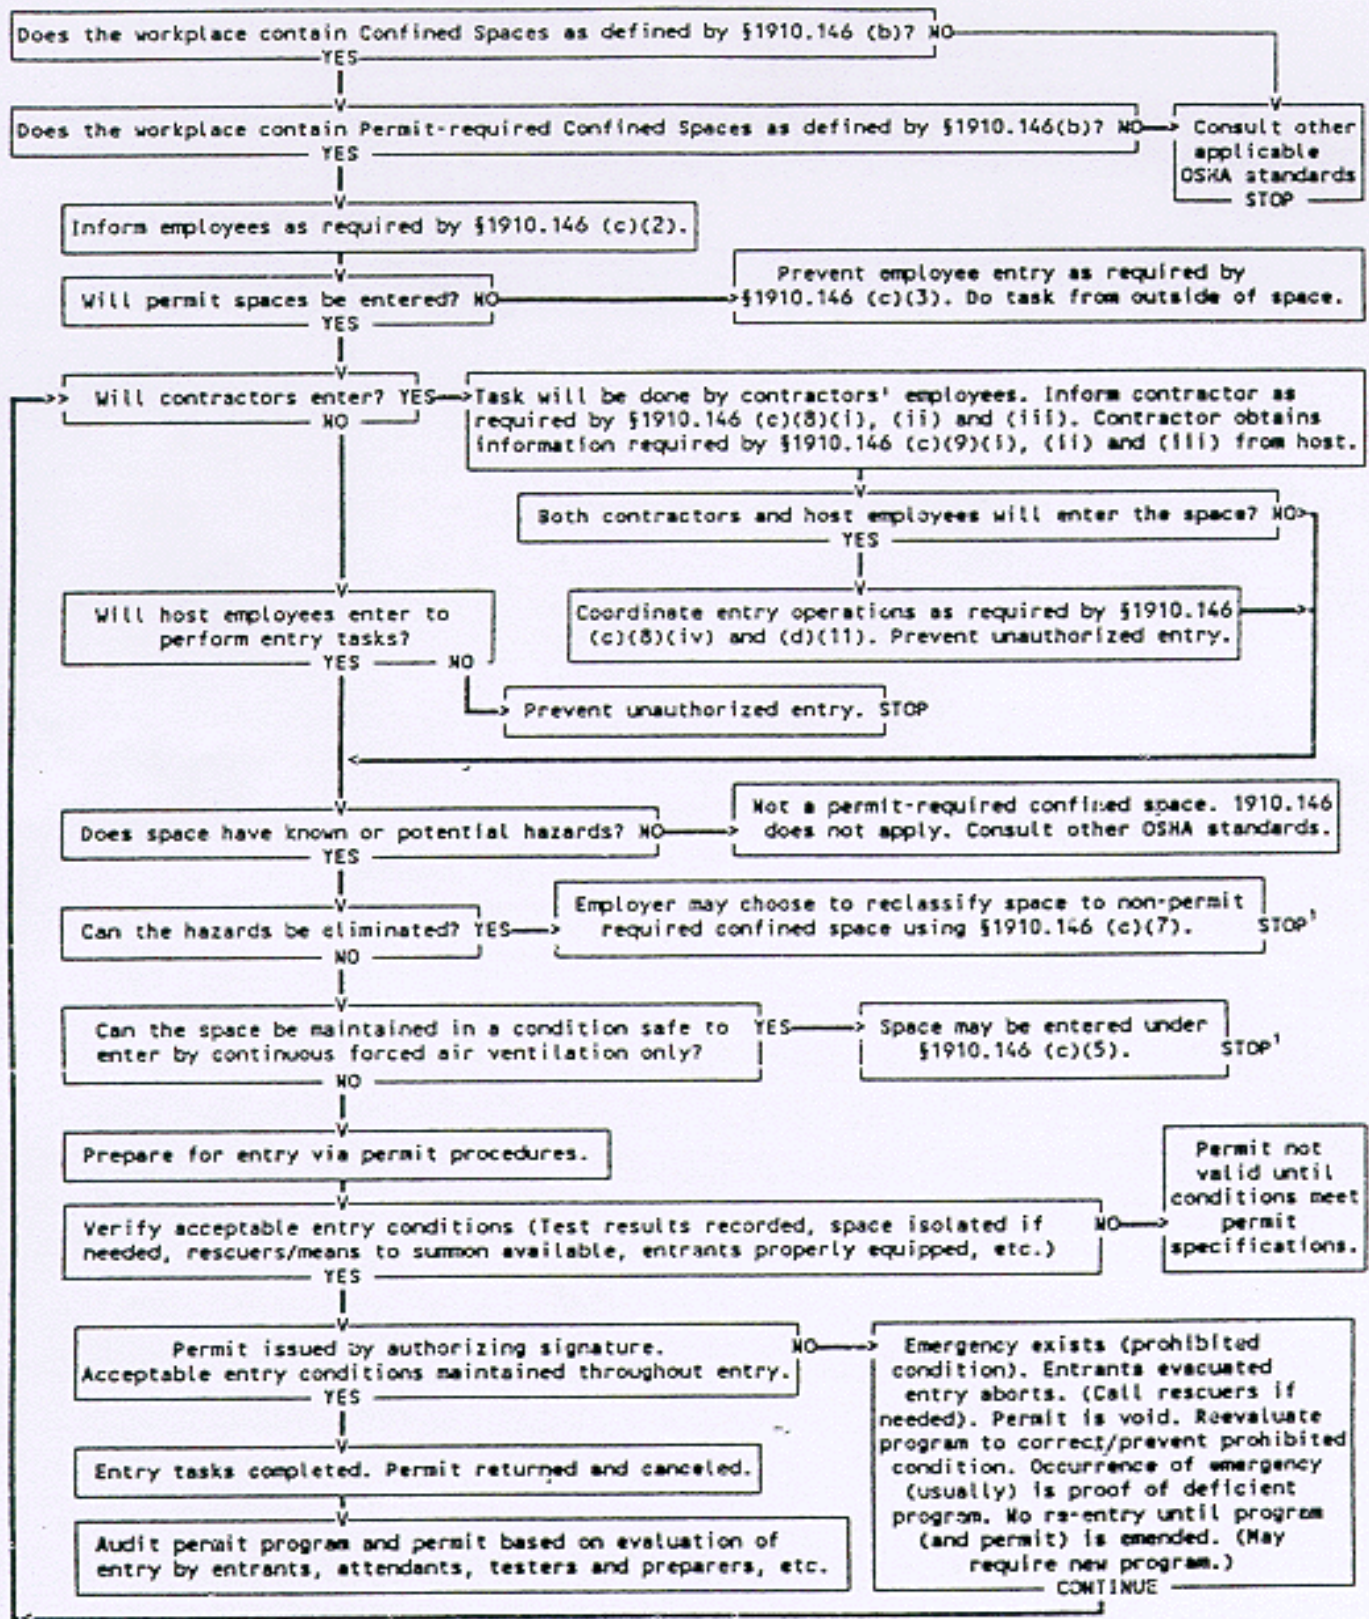 Does the workplace contain Confined Spaces as defined by §1910.146 (b)? NO
YES
Does the workplace contain Permit-required Confined Spaces as defined by §1910.146(b)? NO
YES
Consult other
applicable
OSHA standards
STOP
Inform employees as required by §1910.146 (c)(2).
Will permit spaces be entered? NO
YES
Prevent employee entry as required by
§1910.146 (c)(3). Do task from outside of space.
Will contractors enter? YES
NO
Task will be done by contractors' employees. Inform contractor as
required by §1910.146 (c)(8)(i), (ii) and (iii). Contractor obtains
information required by §1910.146 (c)(9)(i), (ii) and (iii) from host.
Both contractors and host employees will enter the space? NO
YES
Will host employees enter to
perform entry tasks?
YES NO
Coordinate entry operations as required by §1910.146
(c)(8)(iv) and (d)(11). Prevent unauthorized entry.
Prevent unauthorized entry. STOP
Does space have known or potential hazards? NO
YES
Not a permit-required confined space. 1910.146
does not apply. Consult other OSHA standards.
Can the hazards be eliminated? YES
NO
Employer may choose to reclassify space to non-permit
required confined space using §1910.146 (c)(7). STOP¹
Can the space be maintained in a condition safe to YES
enter by continuous forced air ventilation only?
NO
Space may be entered under
§1910.146 (c)(5). STOP¹
Prepare for entry via permit procedures.
Verify acceptable entry conditions (Test results recorded, space isolated if NO
needed, rescuers/means to summon available, entrants properly equipped, etc.)
YES
Permit not
valid until
conditions meet
permit
specifications.
Permit issued by authorizing signature. NO
Acceptable entry conditions maintained throughout entry.
YES
Emergency exists (prohibited
condition). Entrants evacuated
entry aborts. (Call rescuers if
needed). Permit is void. Reevaluate
program to correct/prevent prohibited
condition. Occurrence of emergency
(usually) is proof of deficient
program. No re-entry until program
(and permit) is emended. (May
require new program.)
CONTINUE
Entry tasks completed. Permit returned and canceled.
Audit permit program and permit based on evaluation of
entry by entrants, attendants, testers and preparers, etc.